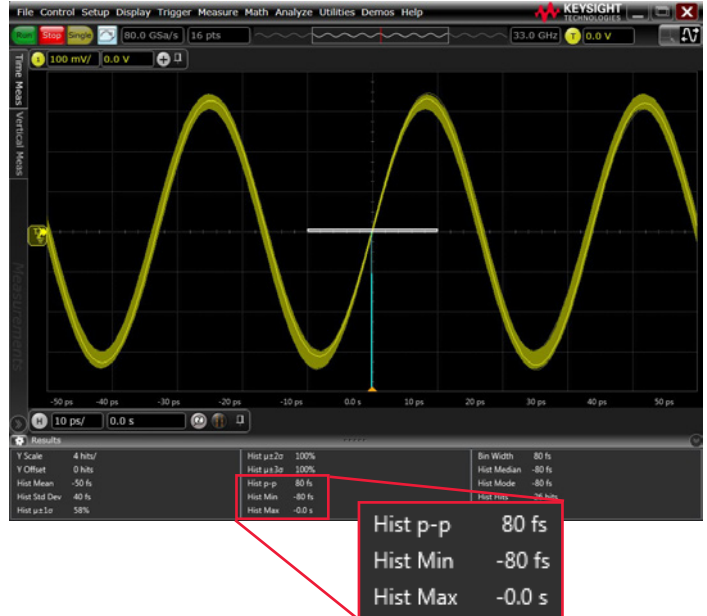 File Control Setup Display Trigger Measure Math Analyze Utilities Demos Help
KEYSIGHT
TECHNOLOGIES
Run Stop Single 80.0 GSa/s 16 pts 33.0 GHz T 0.0 V
1 100 mV/ 0.0 V
Time Meas
Vertical Meas
Measurements
-50 ps -40 ps -30 ps -20 ps -10 ps 0.0 s 10 ps 20 ps 30 ps 40 ps 50 ps
H 10 ps/ 0.0 s
Results
Y Scale 4 hits/ Hist µ±2σ 100% Bin Width 80 fs
Y Offset 0 hits Hist µ±3σ 100% Hist Median -80 fs
Hist Mean -50 fs Hist p-p 80 fs Hist Mode -80 fs
Hist Std Dev 40 fs Hist Min -80 fs Hist Hits 26 hits
Hist µ±1σ 58% Hist Max -0.0 s
Hist p-p 80 fs
Hist Min -80 fs
Hist Max -0.0 s